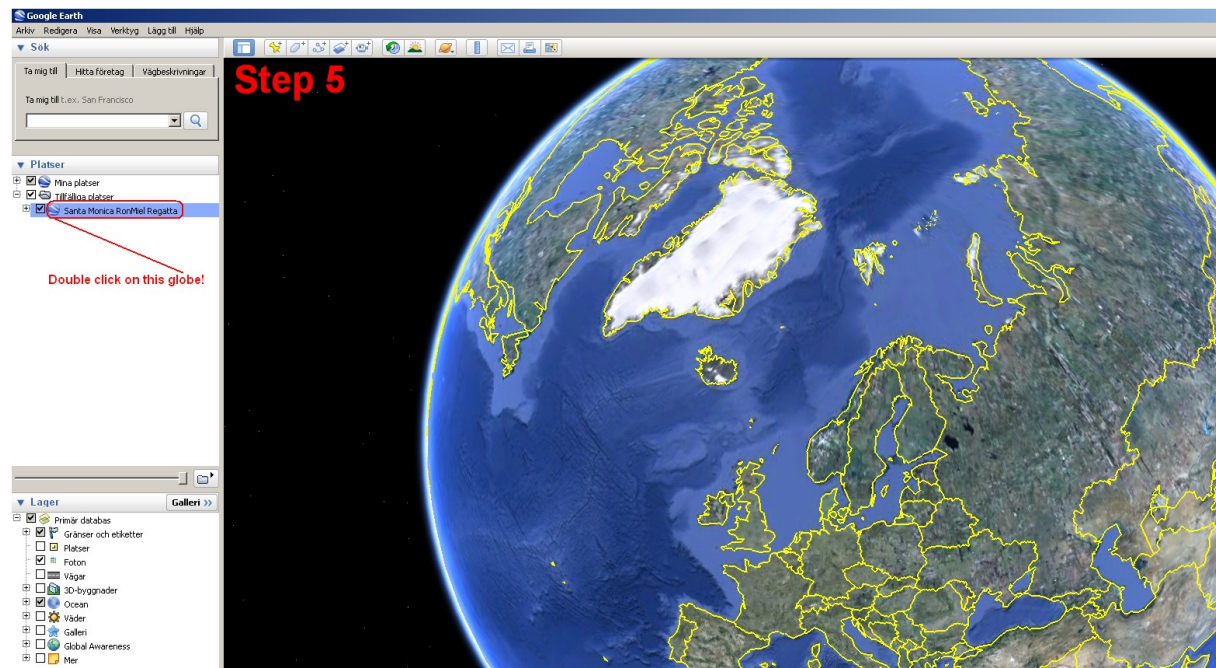 Google Earth
Arkiv Redigera Visa Verktyg Lägg till Hjälp
Sök
Ta mig till Hitta företag Vägbeskrivningar
Ta mig till t.ex. San Francisco
Step 5
Platser
Mina platser
Tillfälliga platser
Santa Monica RonMiel Regatta
Double click on this globe!
Lager Galleri >>
Primär databas
Gränser och etiketter
Platser
Foton
Vägar
3D-byggnader
Ocean
Väder
Galleri
Global Awareness
Mer